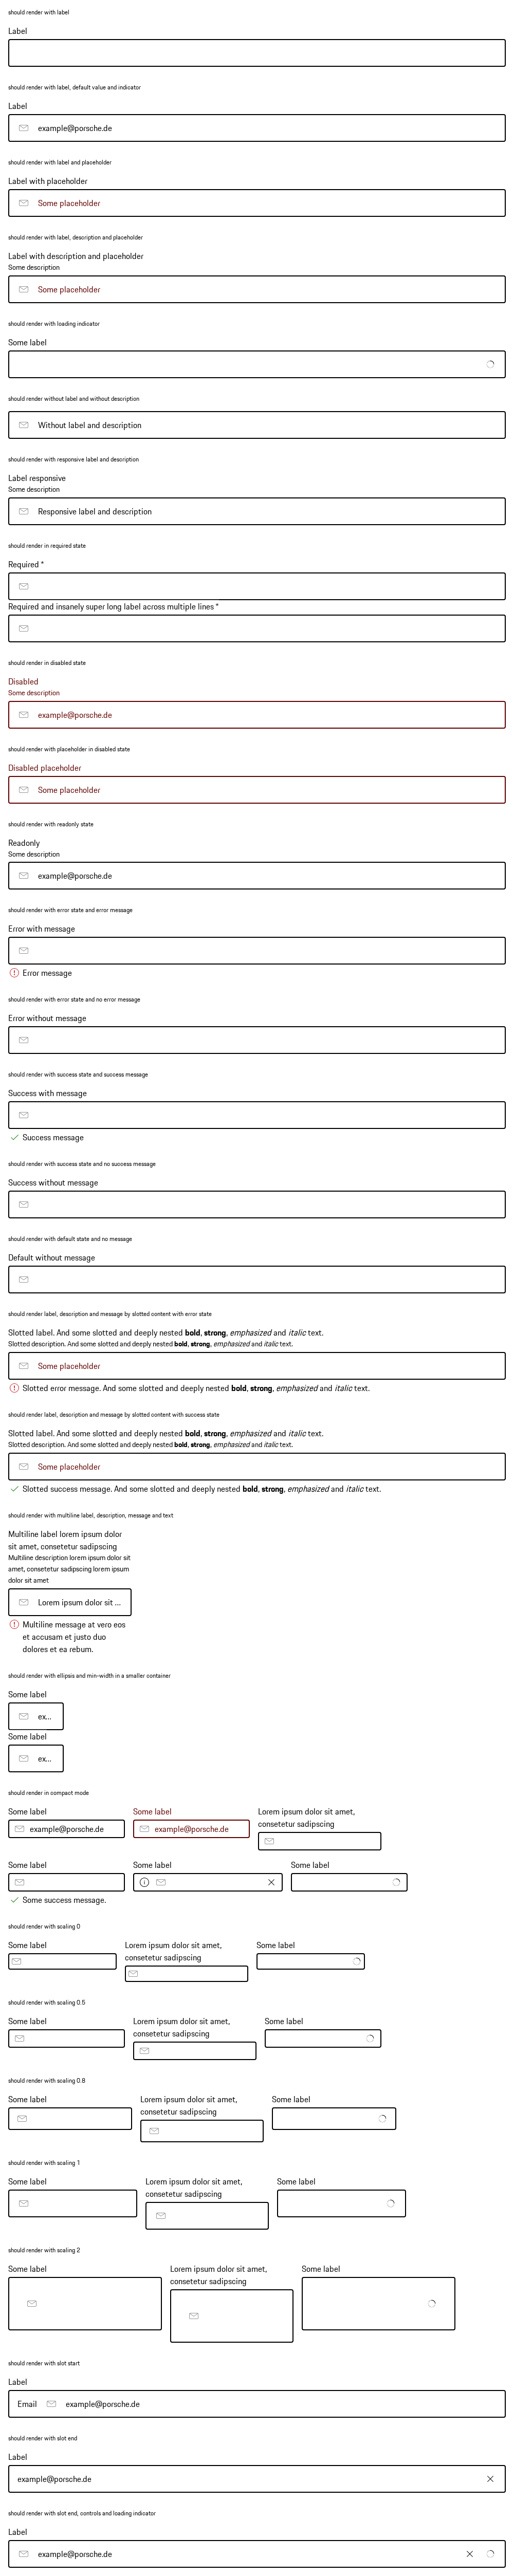 should render with label
Label
should render with label, default value and indicator
Label
example@porsche.de
should render with label and placeholder
Label with placeholder
Some placeholder
should render with label, description and placeholder
Label with description and placeholder
Some description
Some placeholder
should render with loading indicator
Some label
should render without label and without description
Without label and description
should render with responsive label and description
Label responsive
Some description
Responsive label and description
should render in required state
Required *
Required and insanely super long label across multiple lines *
should render in disabled state
Disabled
Some description
example@porsche.de
should render with placeholder in disabled state
Disabled placeholder
Some placeholder
should render with readonly state
Readonly
Some description
example@porsche.de
should render with error state and error message
Error with message
Error message
should render with error state and no error message
Error without message
should render with success state and success message
Success with message
Success message
should render with success state and no success message
Success without message
should render with default state and no message
Default without message
should render label, description and message by slotted content with error state
Slotted label. And some slotted and deeply nested bold, strong, emphasized and italic text.
Slotted description. And some slotted and deeply nested bold, strong, emphasized and italic text.
Some placeholder
Slotted error message. And some slotted and deeply nested bold, strong, emphasized and italic text.
should render label, description and message by slotted content with success state
Slotted label. And some slotted and deeply nested bold, strong, emphasized and italic text.
Slotted description. And some slotted and deeply nested bold, strong, emphasized and italic text.
Some placeholder
Slotted success message. And some slotted and deeply nested bold, strong, emphasized and italic text.
should render with multiline label, description, message and text
Multiline label lorem ipsum dolor
sit amet, consetetur sadipscing
Multiline description lorem ipsum dolor sit
amet, consetetur sadipscing lorem ipsum
dolor sit amet
Lorem ipsum dolor sit ...
Multiline message at vero eos
et accusam et justo duo
dolores et ea rebum.
should render with ellipsis and min-width in a smaller container
Some label
ex...
Some label
ex...
should render in compact mode
Some label
example@porsche.de
Some label
example@porsche.de
Lorem ipsum dolor sit amet,
consetetur sadipscing
Some label
Some success message.
Some label
Some label
should render with scaling 0
Some label
Lorem ipsum dolor sit amet,
consetetur sadipscing
Some label
should render with scaling 0.5
Some label
Lorem ipsum dolor sit amet,
consetetur sadipscing
Some label
should render with scaling 0.8
Some label
Lorem ipsum dolor sit amet,
consetetur sadipscing
Some label
should render with scaling 1
Some label
Lorem ipsum dolor sit amet,
consetetur sadipscing
Some label
should render with scaling 2
Some label
Lorem ipsum dolor sit amet,
consetetur sadipscing
Some label
should render with slot start
Label
Email example@porsche.de
should render with slot end
Label
example@porsche.de
should render with slot end, controls and loading indicator
Label
example@porsche.de